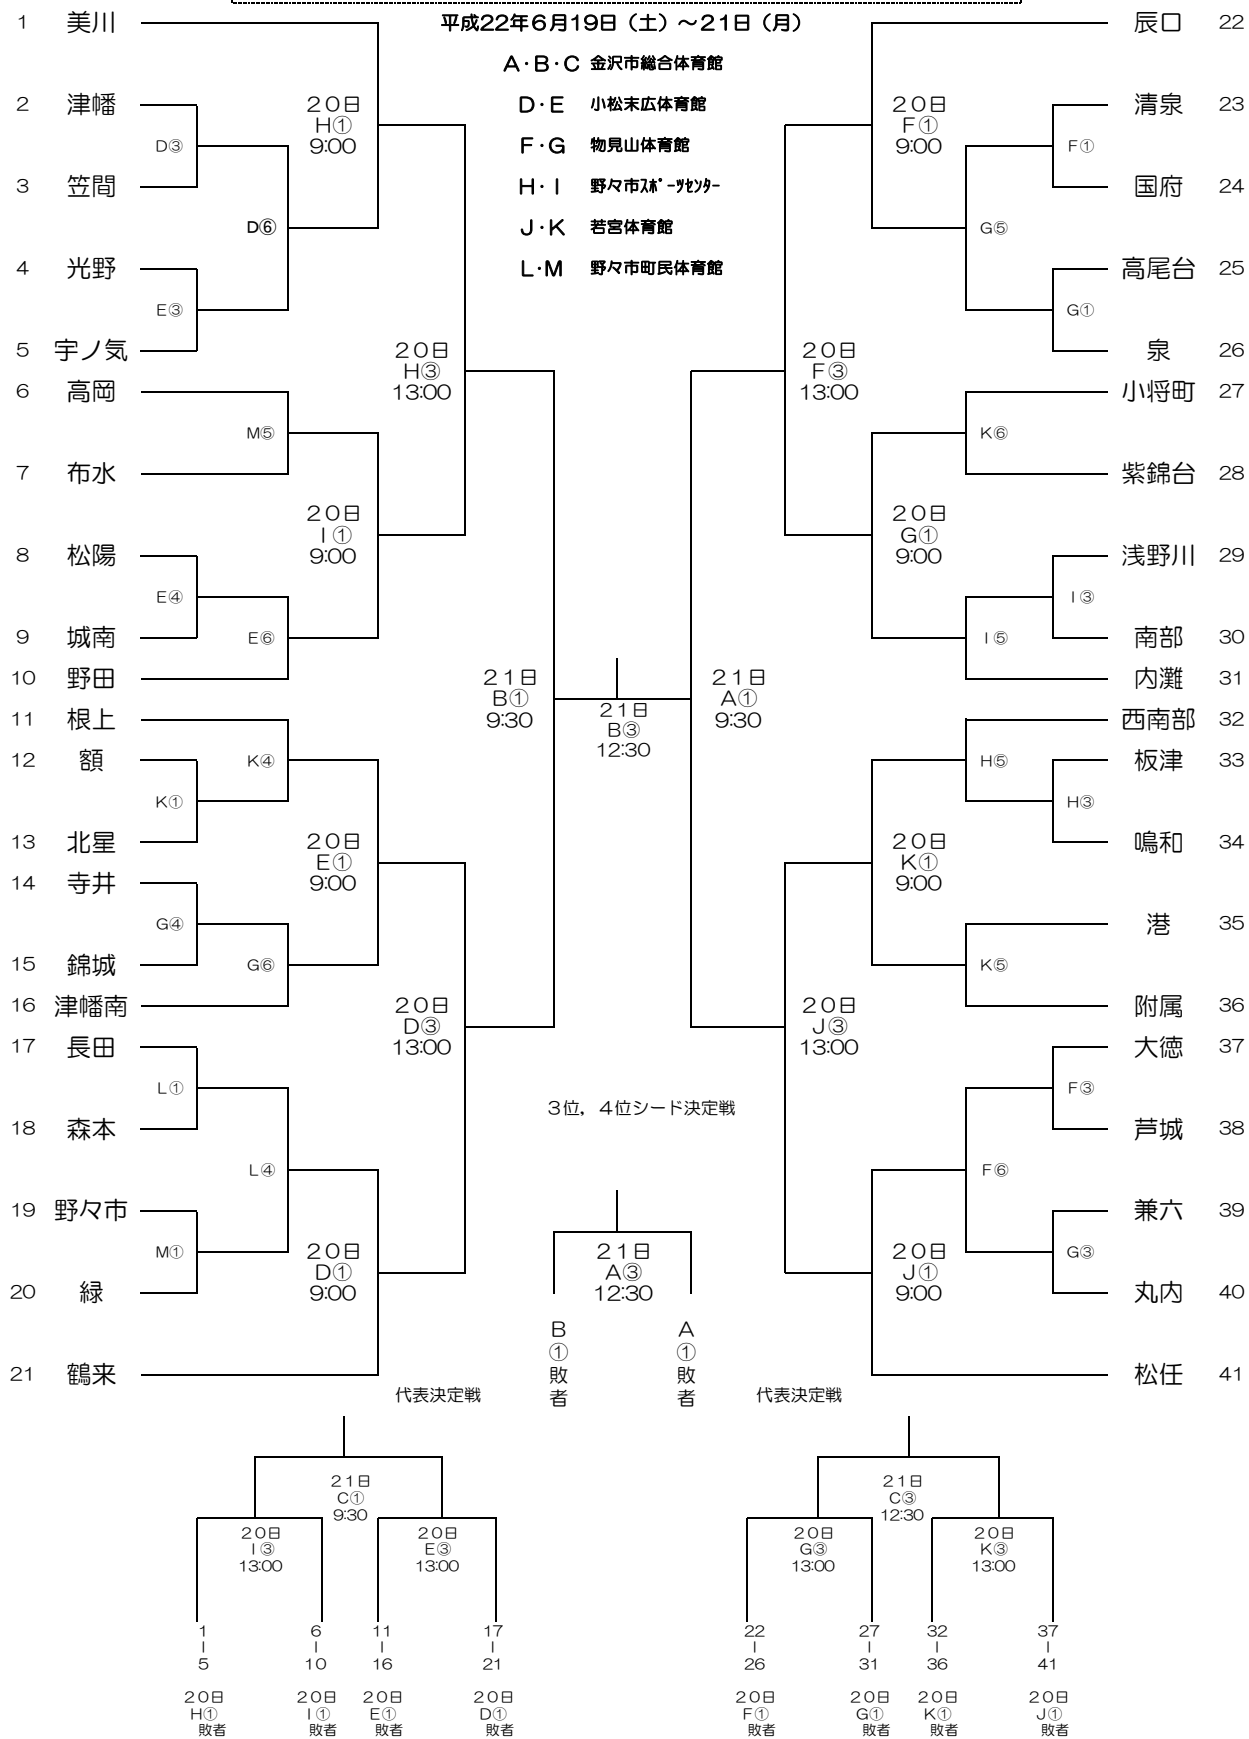 平成22年6月19日（土）～21日（月）
A・B・C 金沢市総合体育館
D・E 小松末広体育館
F・G 物見山体育館
H・I 野々市ｽﾎﾟｰﾂｾﾝﾀｰ
J・K 若宮体育館
L・M 野々市町民体育館
1 美川
2 津幡
3 笠間
4 光野
5 宇ノ気
6 高岡
7 布水
8 松陽
9 城南
10 野田
11 根上
12 額
13 北星
14 寺井
15 錦城
16 津幡南
17 長田
18 森本
19 野々市
20 緑
21 鶴来
D③
D⑥
E③
M⑤
E④
E⑥
K④
K①
G④
G⑥
L①
L④
M①
20日
H①
9:00
20日
I①
9:00
20日
E①
9:00
20日
D①
9:00
20日
H③
13:00
20日
D③
13:00
21日
B①
9:30
21日
B③
12:30
21日
A①
9:30
20日
F③
13:00
20日
J③
13:00
20日
F①
9:00
20日
G①
9:00
20日
K①
9:00
20日
J①
9:00
F①
G⑤
G①
K⑥
I③
I⑤
H⑤
H③
K⑤
F③
F⑥
G③
辰口 22
清泉 23
国府 24
高尾台 25
泉 26
小将町 27
紫錦台 28
浅野川 29
南部 30
内灘 31
西南部 32
板津 33
鳴和 34
港 35
附属 36
大徳 37
芦城 38
兼六 39
丸内 40
松任 41
3位，4位シード決定戦
21日
A③
12:30
B①敗者
A①敗者
代表決定戦
21日
C①
9:30
20日
I③
13:00
20日
E③
13:00
1
|
5
20日
H①
敗者
6
|
10
20日
I①
敗者
11
|
16
20日
E①
敗者
17
|
21
20日
D①
敗者
代表決定戦
21日
C③
12:30
20日
G③
13:00
20日
K③
13:00
22
|
26
20日
F①
敗者
27
|
31
20日
G①
敗者
32
|
36
20日
K①
敗者
37
|
41
20日
J①
敗者